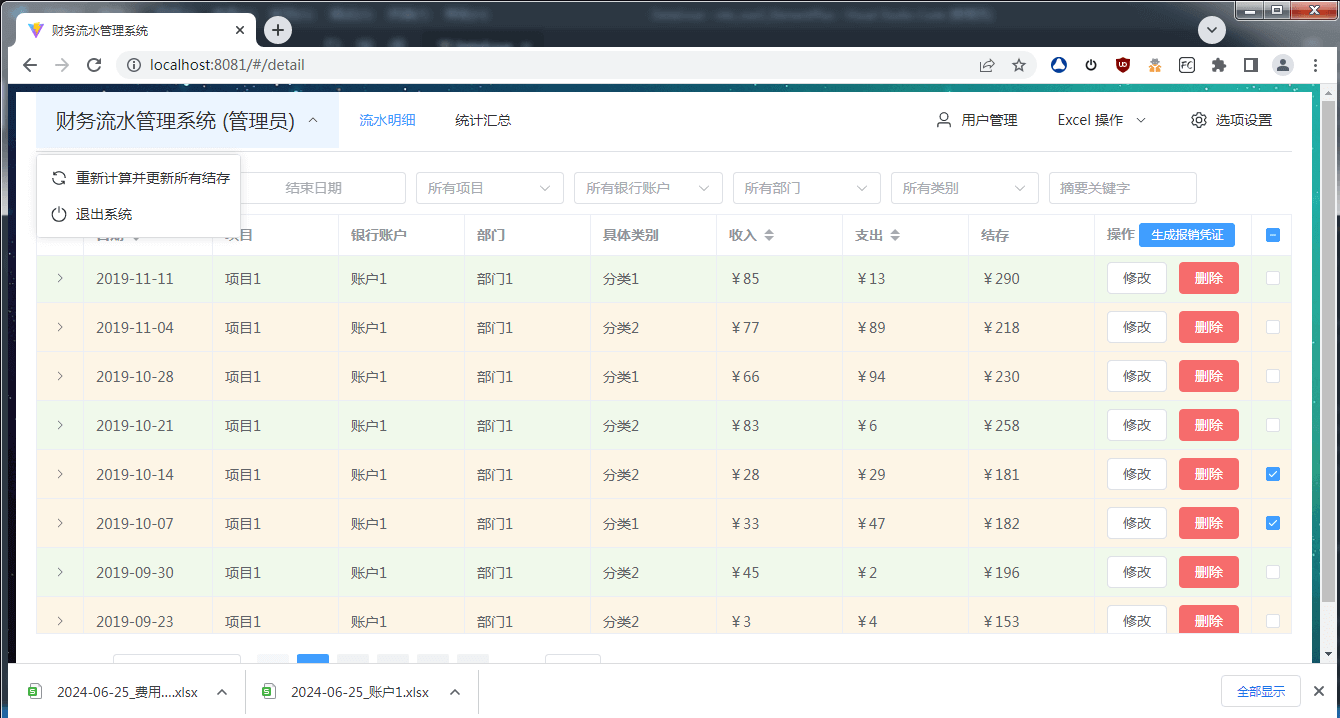 财务流水管理系统
localhost:8081/#/detail
财务流水管理系统 (管理员) 流水明细 统计汇总 用户管理 Excel 操作 选项设置
重新计算并更新所有结存
退出系统
结束日期 所有项目 所有银行账户 所有部门 所有类别 摘要关键字
银行账户 部门 具体类别 收入 支出 结存 操作 生成报销凭证
2019-11-11 项目1 账户1 部门1 分类1 ¥85 ¥13 ¥290 修改 删除
2019-11-04 项目1 账户1 部门1 分类2 ¥77 ¥89 ¥218 修改 删除
2019-10-28 项目1 账户1 部门1 分类1 ¥66 ¥94 ¥230 修改 删除
2019-10-21 项目1 账户1 部门1 分类2 ¥83 ¥6 ¥258 修改 删除
2019-10-14 项目1 账户1 部门1 分类2 ¥28 ¥29 ¥181 修改 删除
2019-10-07 项目1 账户1 部门1 分类1 ¥33 ¥47 ¥182 修改 删除
2019-09-30 项目1 账户1 部门1 分类2 ¥45 ¥2 ¥196 修改 删除
2019-09-23 项目1 账户1 部门1 分类2 ¥3 ¥4 ¥153 修改 删除
2024-06-25_费用....xlsx 2024-06-25_账户1.xlsx 全部显示